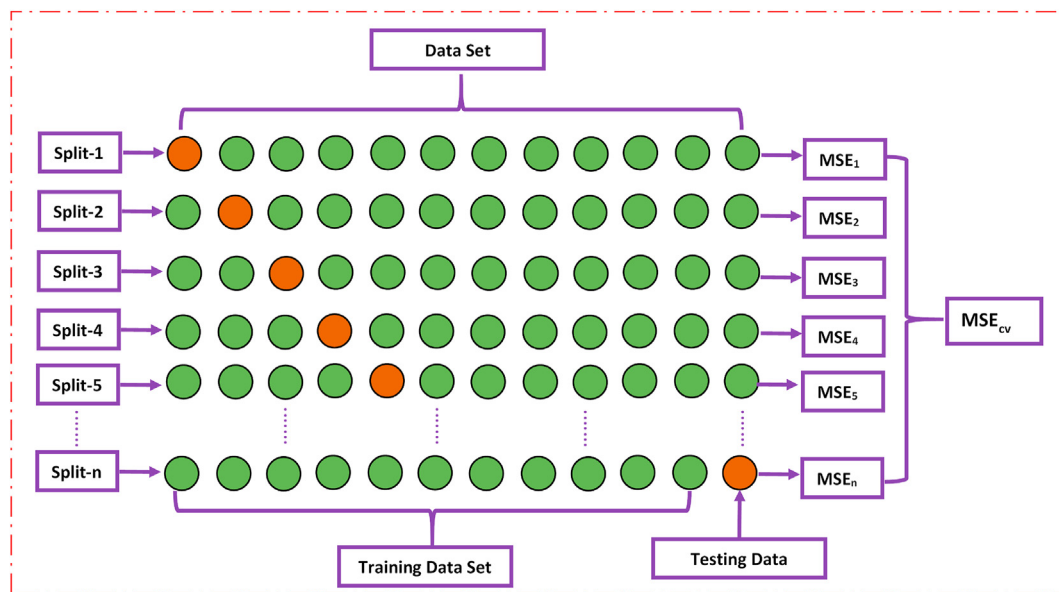 Data Set
Split-1
MSE₁
Split-2
MSE₂
Split-3
MSE₃
Split-4
MSE₄
MSE_cv
Split-5
MSE₅
Split-n
MSEₙ
Training Data Set
Testing Data